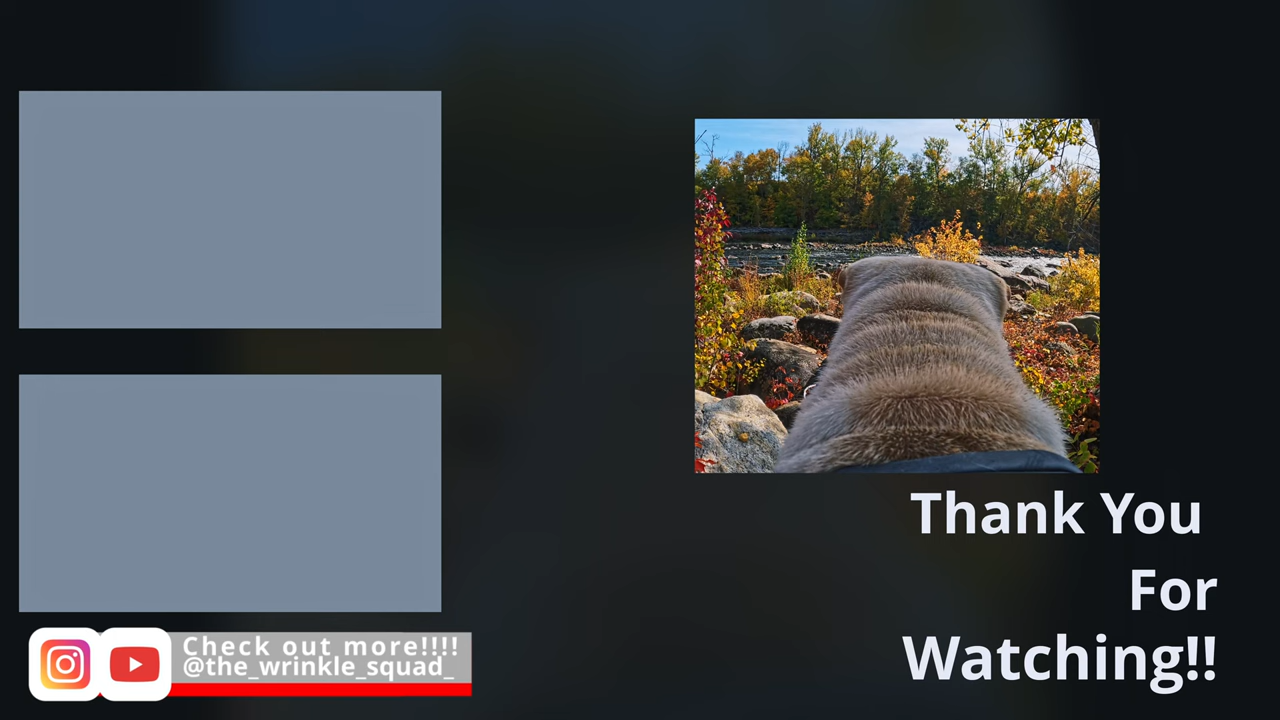 Thank You
For
Watching!!
Check out more!!!!
@the_wrinkle_squad_